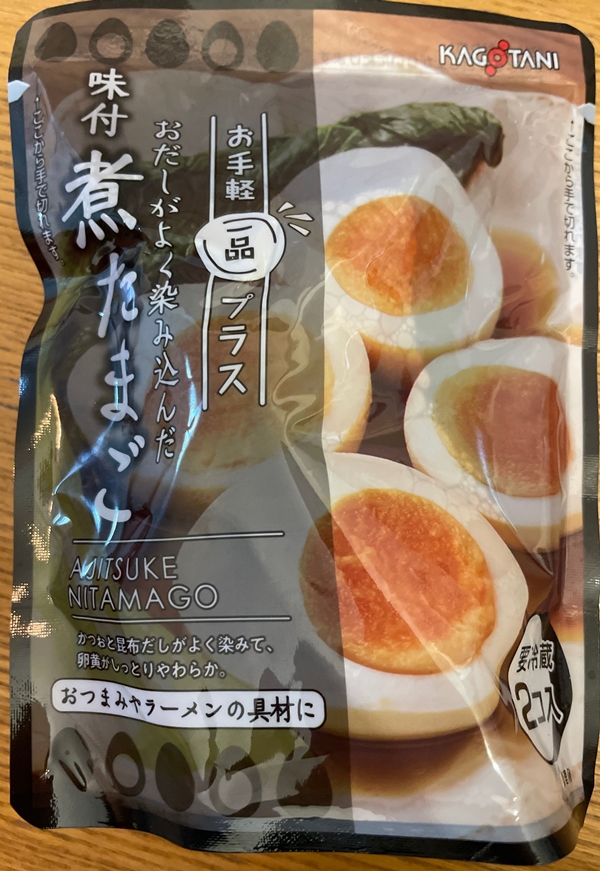 KAGOTANI
・ここから手で切れます。
味付
煮たまご
おだしがよく染み込んだ
お手軽
一品
プラス
・ここから手で切れます。
AJITSUKE
NITAMAGO
かつおと昆布だしがよく染みて、
卵黄がしっとりやわらか。
おつまみやラーメンの具材に
要冷蔵
2コ入